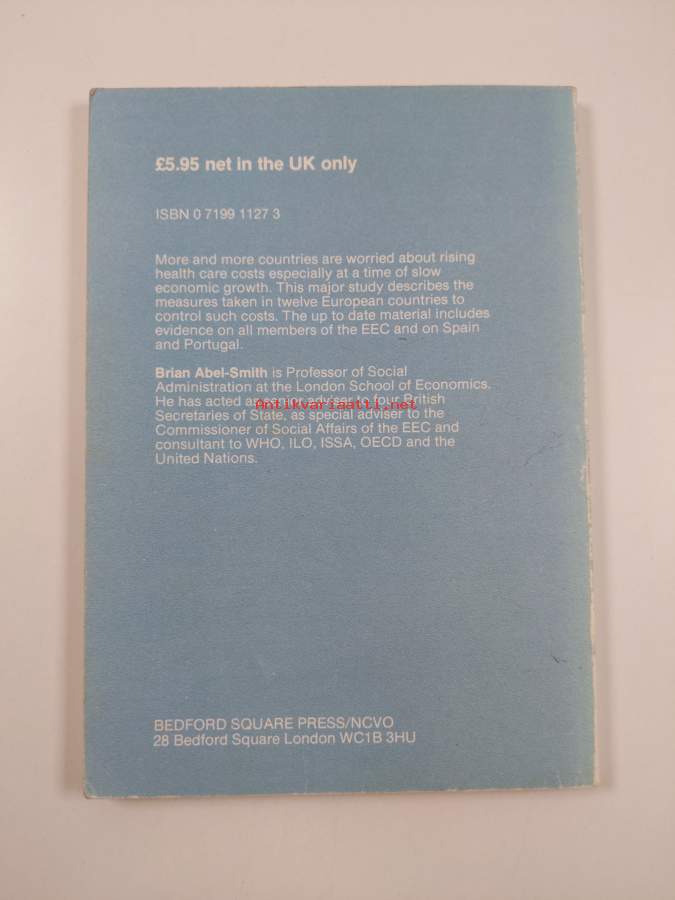 £5.95 net in the UK only
ISBN 0 7199 1127 3
More and more countries are worried about rising
health care costs especially at a time of slow
economic growth. This major study describes the
measures taken in twelve European countries to
control such costs. The up to date material includes
evidence on all members of the EEC and on Spain
and Portugal.
Brian Abel-Smith is Professor of Social
Administration at the London School of Economics.
He has acted as senior adviser to four British
Antikvariaatti.net
Secretaries of State, as special adviser to the
Commissioner of Social Affairs of the EEC and
consultant to WHO, ILO, ISSA, OECD and the
United Nations.
BEDFORD SQUARE PRESS/NCVO
28 Bedford Square London WC1B 3HU